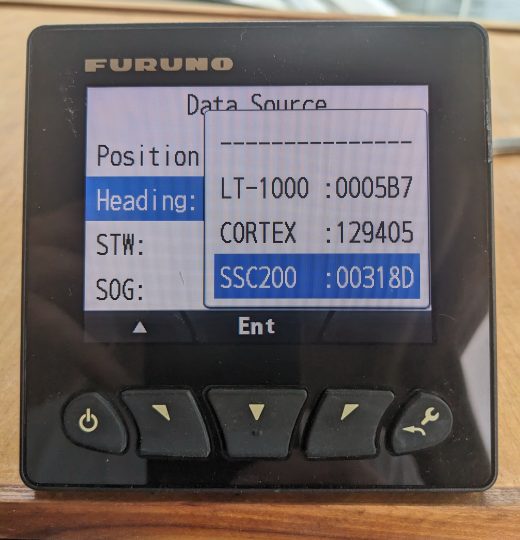 FURUNO
Data Source
---------------
Position
LT-1000 :0005B7
Heading:
CORTEX :129405
STW:
SSC200 :00318D
SOG:
▲ Ent